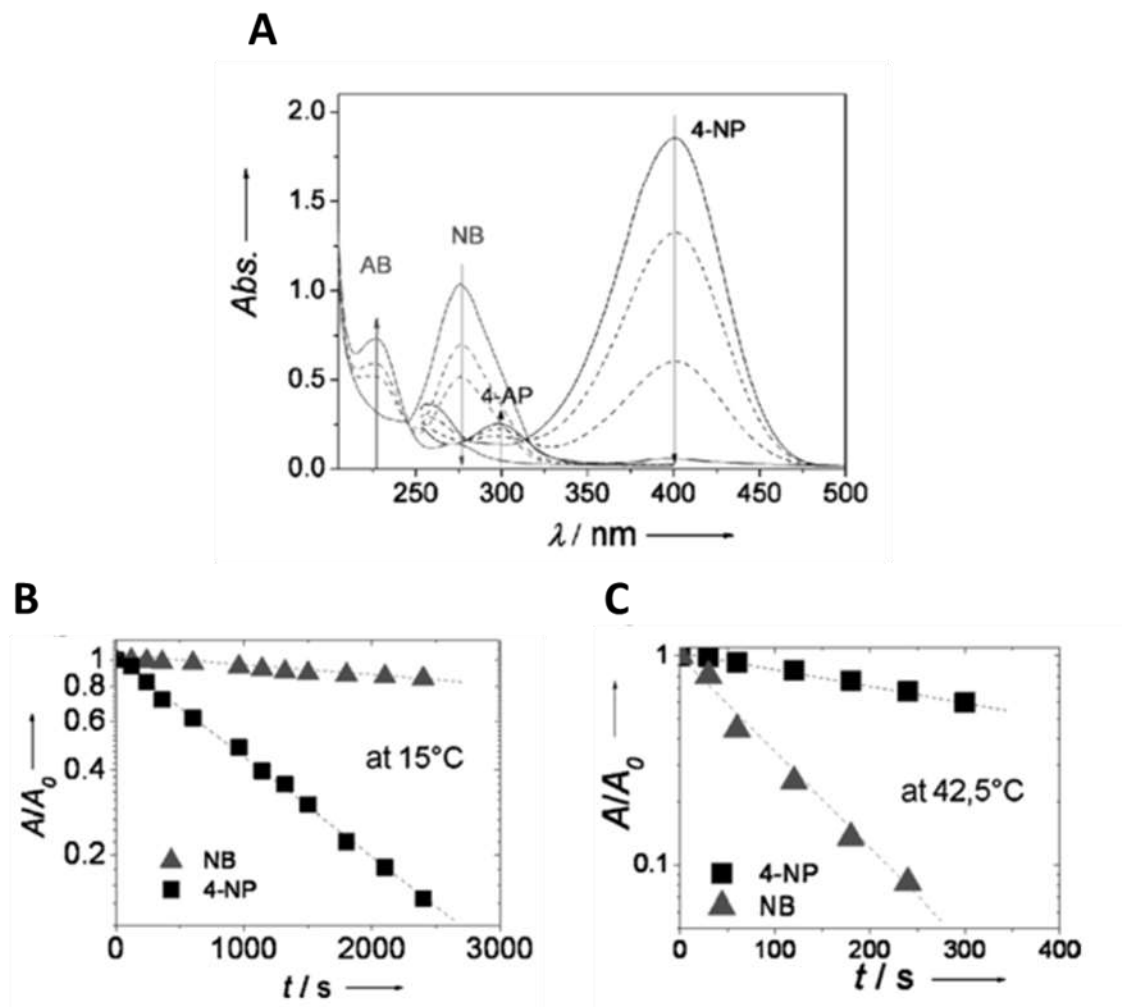 A
2.0
1.5
1.0
0.5
0.0
Abs.
AB
NB
4-AP
4-NP
250 300 350 400 450 500
λ / nm
B
1
0.8
0.6
0.4
0.2
A/A0
at 15°C
NB
4-NP
0 1000 2000 3000
t / s
C
1
0.1
A/A0
at 42,5°C
4-NP
NB
0 100 200 300 400
t / s